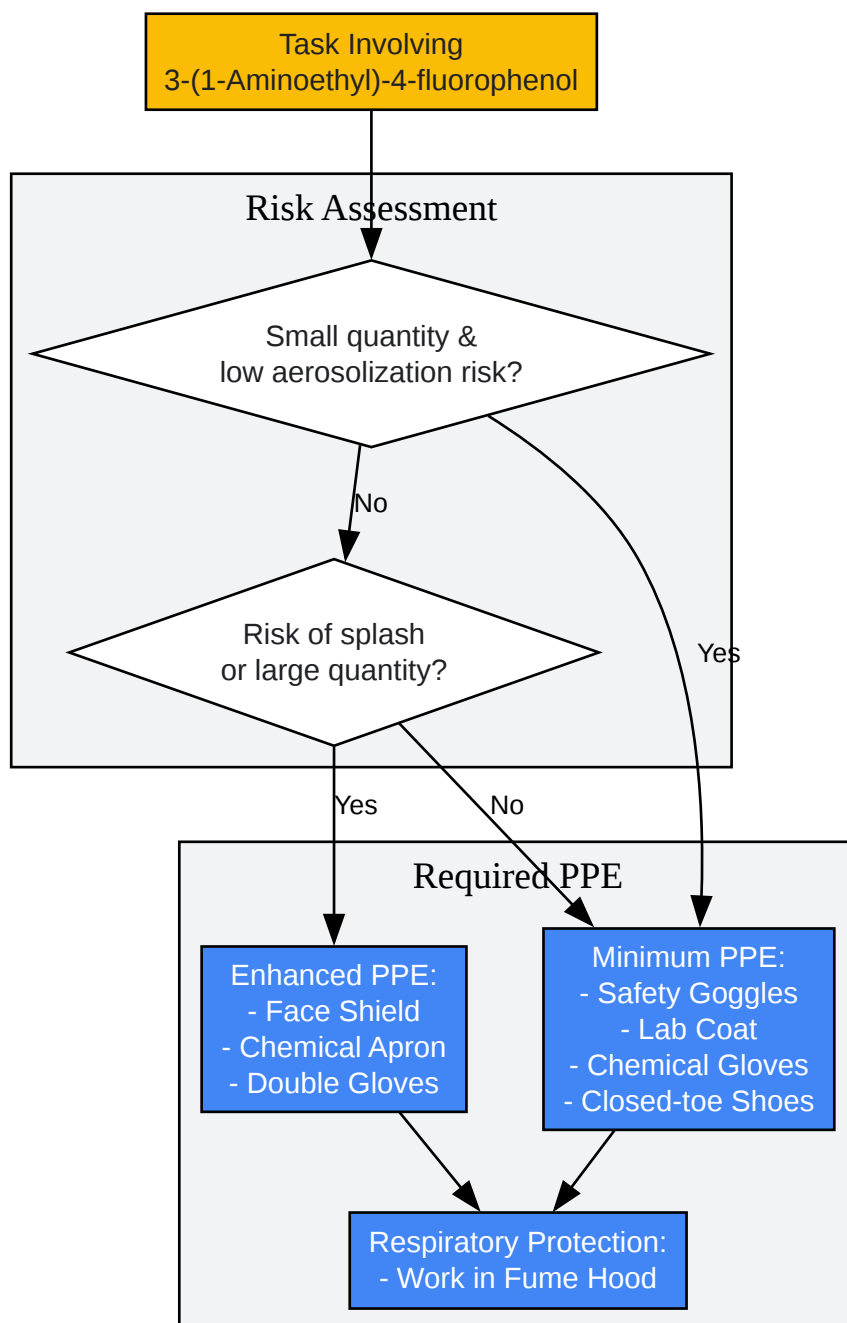 Task Involving
3-(1-Aminoethyl)-4-fluorophenol
Risk Assessment
Small quantity &
low aerosolization risk?
No
Risk of splash
or large quantity?
Yes
Yes
No
Required PPE
Enhanced PPE:
- Face Shield
- Chemical Apron
- Double Gloves
Minimum PPE:
- Safety Goggles
- Lab Coat
- Chemical Gloves
- Closed-toe Shoes
Respiratory Protection:
- Work in Fume Hood